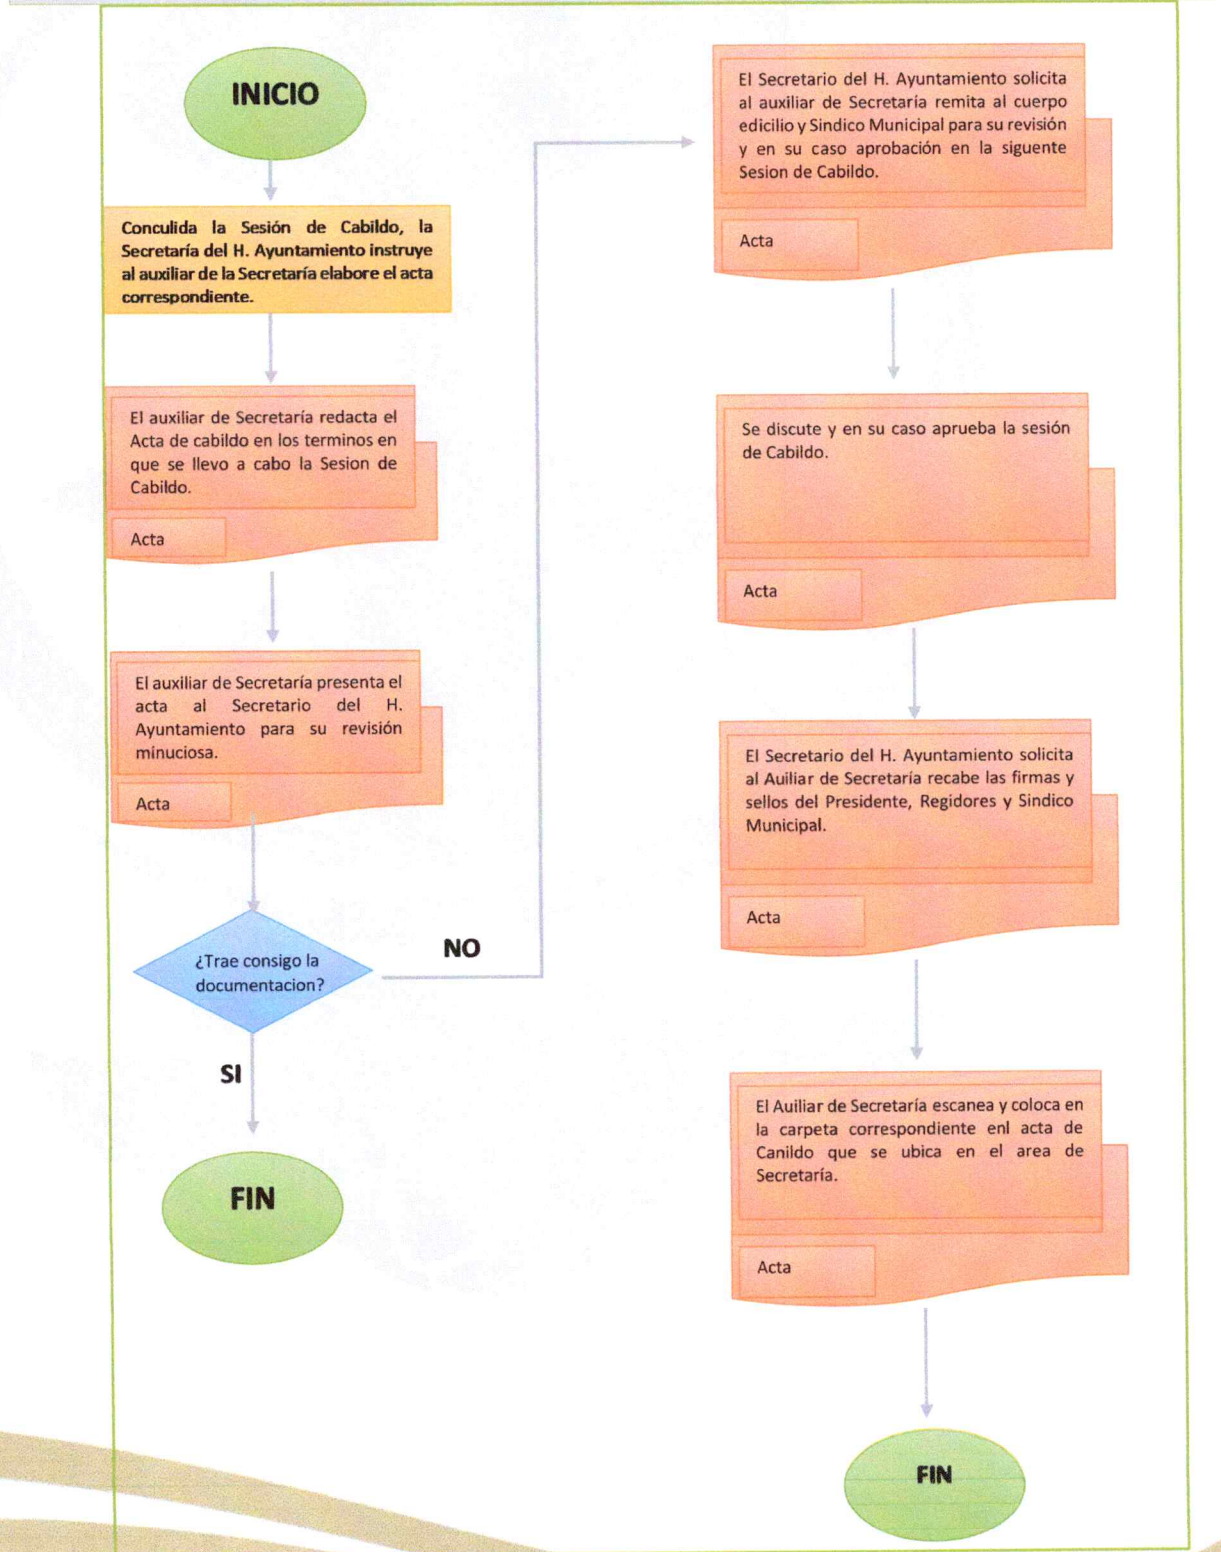 INICIO
Conculida la Sesión de Cabildo, la
Secretaría del H. Ayuntamiento instruye
al auxiliar de la Secretaría elabore el acta
correspondiente.
El auxiliar de Secretaría redacta el
Acta de cabildo en los terminos en
que se llevo a cabo la Sesion de
Cabildo.
Acta
El auxiliar de Secretaría presenta el
acta al Secretario del H.
Ayuntamiento para su revisión
minuciosa.
Acta
¿Trae consigo la
documentacion?
NO
SI
FIN
El Secretario del H. Ayuntamiento solicita
al auxiliar de Secretaría remita al cuerpo
edicilio y Sindico Municipal para su revisión
y en su caso aprobación en la siguente
Sesion de Cabildo.
Acta
Se discute y en su caso aprueba la sesión
de Cabildo.
Acta
El Secretario del H. Ayuntamiento solicita
al Auiliar de Secretaría recabe las firmas y
sellos del Presidente, Regidores y Sindico
Municipal.
Acta
El Auiliar de Secretaría escanea y coloca en
la carpeta correspondiente enl acta de
Canildo que se ubica en el area de
Secretaría.
Acta
FIN